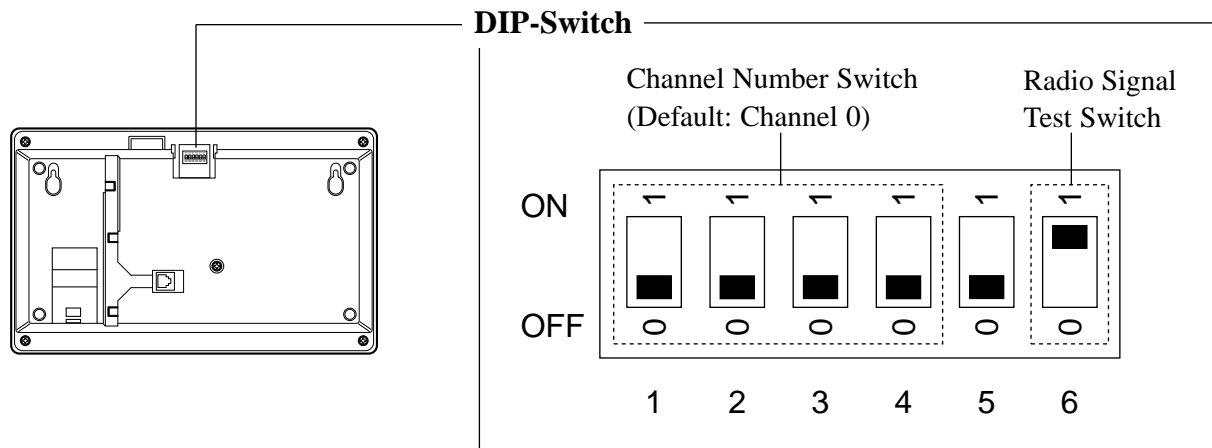 DIP-Switch
Channel Number Switch
(Default: Channel 0)
Radio Signal
Test Switch
ON
1 1 1 1 1 1
OFF
0 0 0 0 0 0
1 2 3 4 5 6